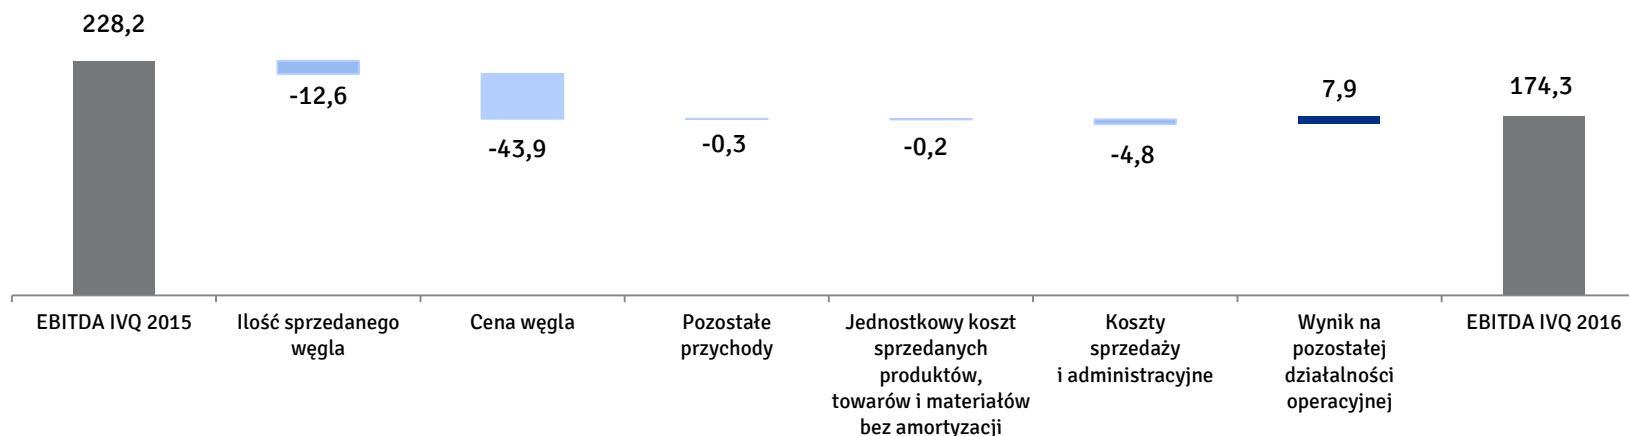 228,2
-12,6
-43,9
-0,3
-0,2
-4,8
7,9
174,3
EBITDA IVQ 2015
Ilość sprzedanego
węgla
Cena węgla
Pozostałe
przychody
Jednostkowy koszt
sprzedanych
produktów,
towarów i materiałów
bez amortyzacji
Koszty
sprzedaży
i administracyjne
Wynik na
pozostałej
działalności
operacyjnej
EBITDA IVQ 2016